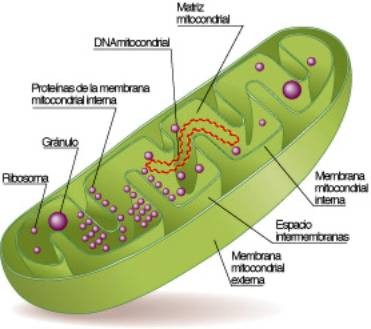 Matriz
mitocondrial
DNA mitocondrial
Proteínas de la membrana
mitocondrial interna
Gránulo
Ribosoma
Membrana
mitocondrial
interna
Espacio
intermembranas
Membrana
mitocondrial
externa